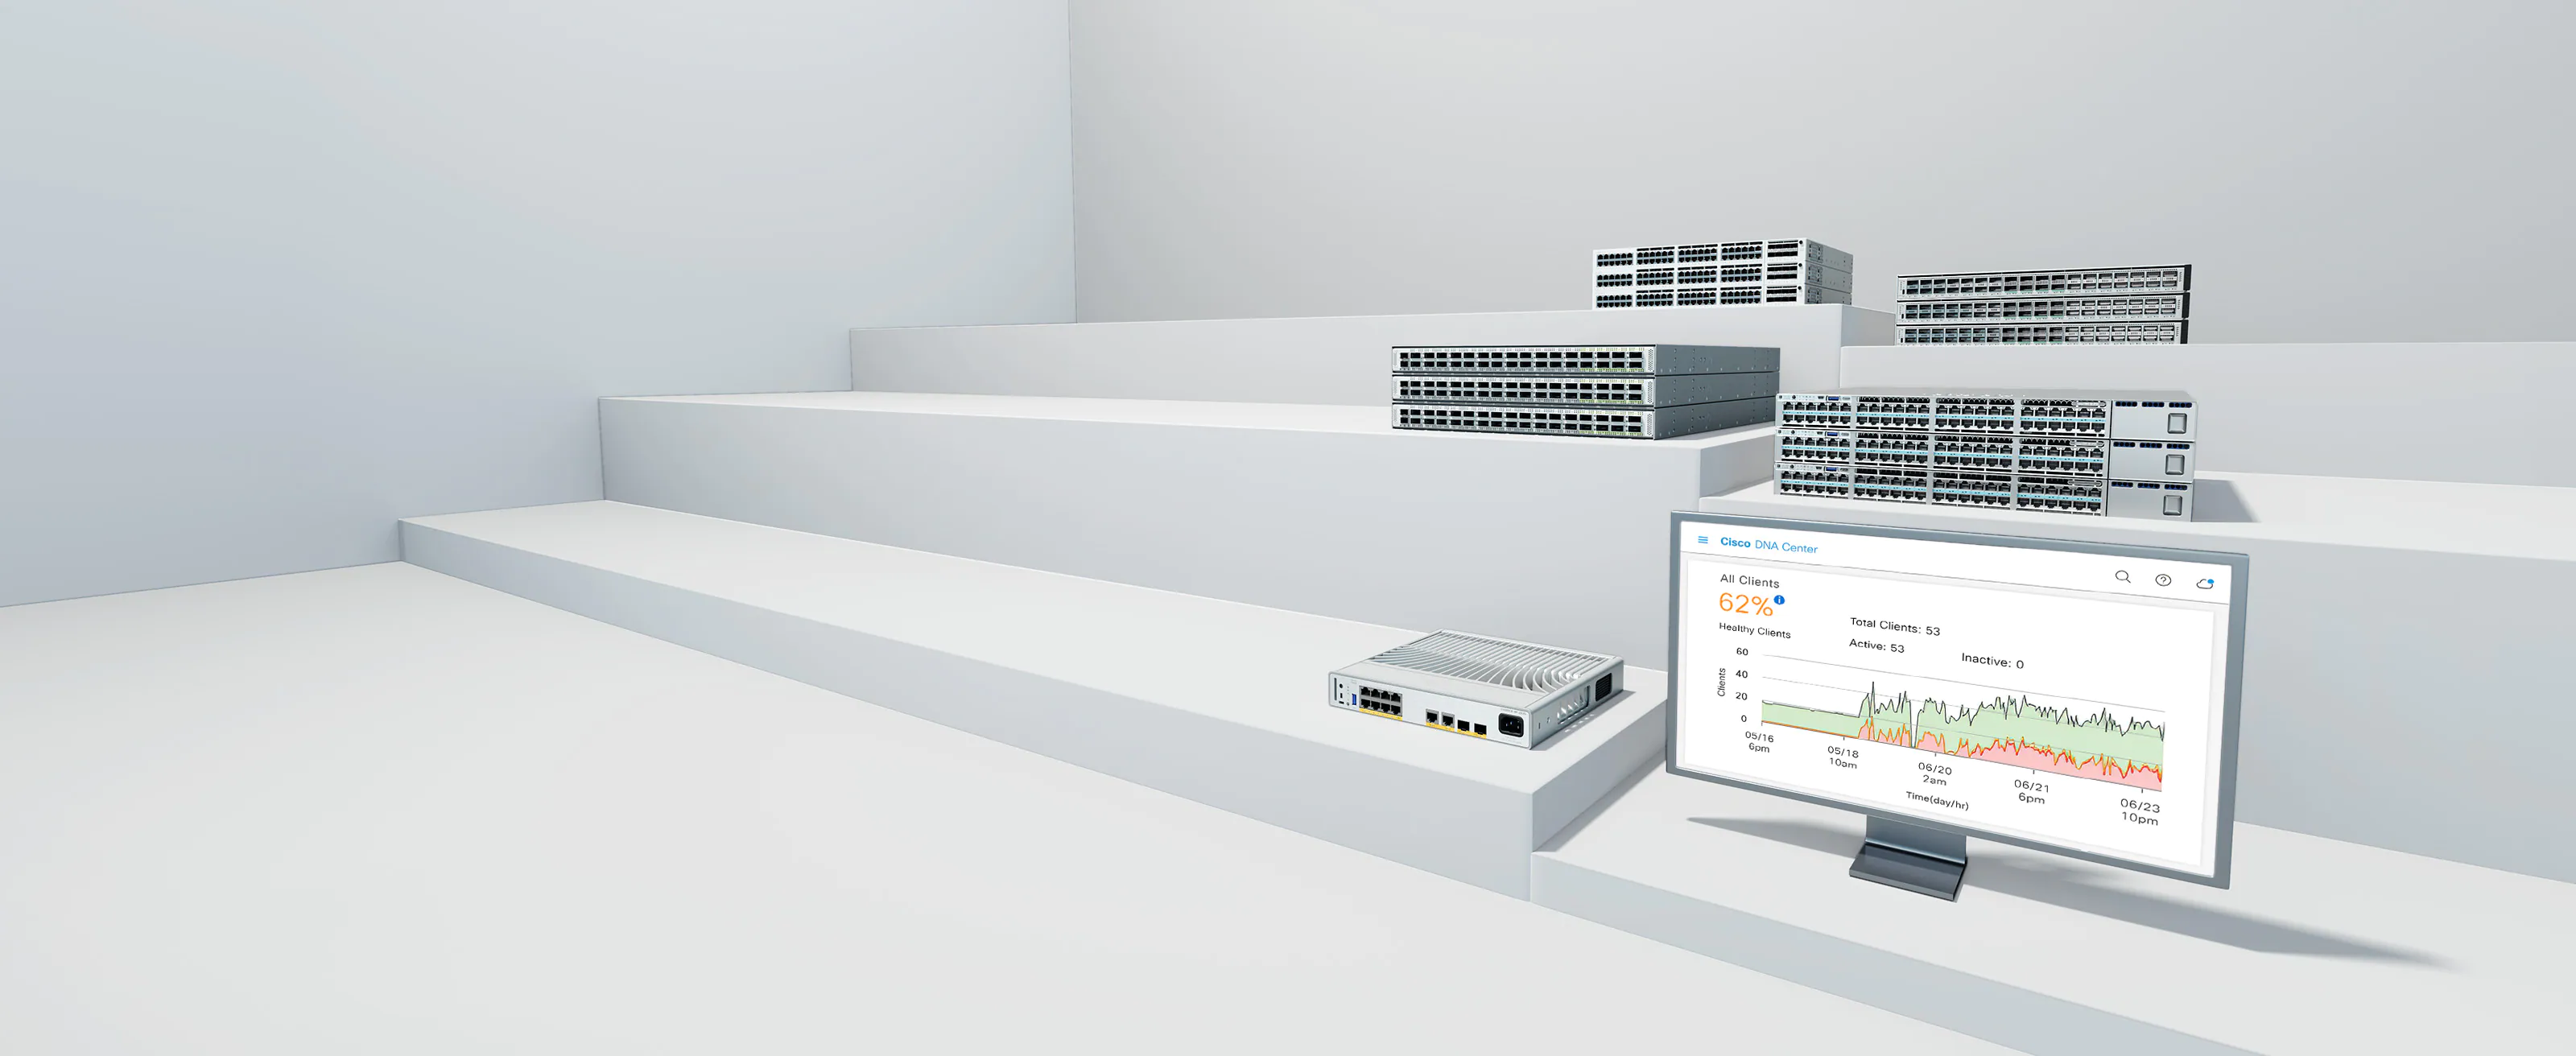 Cisco DNA Center
All Clients
62%
Healthy Clients
Total Clients: 53
Active: 53
Inactive: 0
Clients
60
40
20
0
05/16
6pm
05/18
10am
06/20
2am
06/21
6pm
06/23
10pm
Time(day/hr)